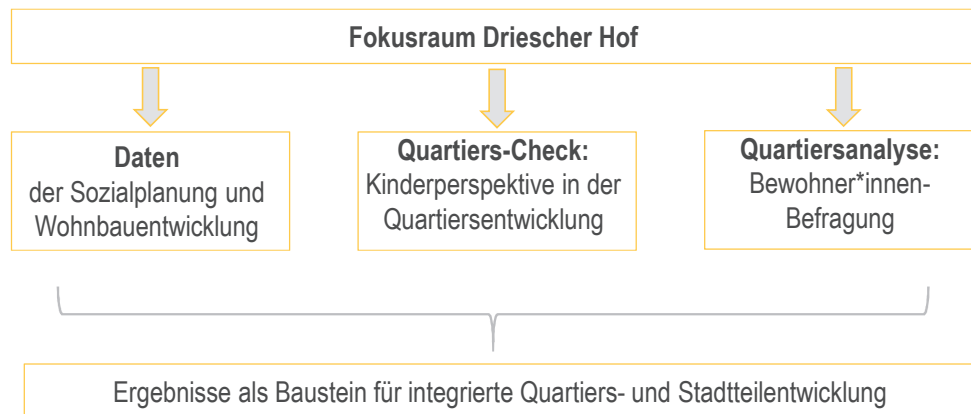 Fokusraum Driescher Hof
Daten
der Sozialplanung und
Wohnbauentwicklung
Quartiers-Check:
Kinderperspektive in der
Quartiersentwicklung
Quartiersanalyse:
Bewohner*innen-
Befragung
Ergebnisse als Baustein für integrierte Quartiers- und Stadtteilentwicklung